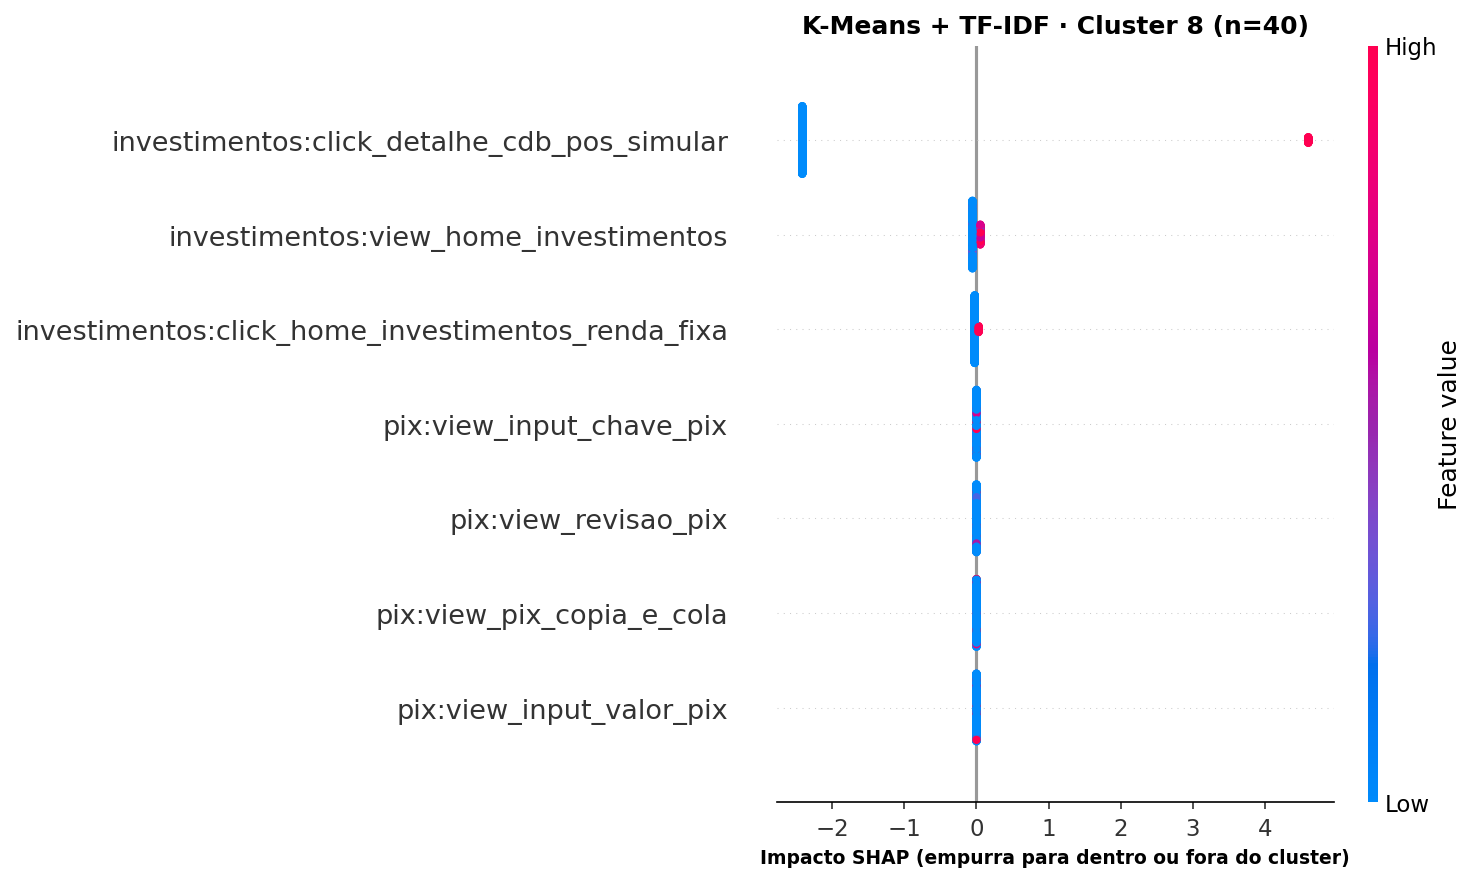 K-Means + TF-IDF · Cluster 8 (n=40)
High
investimentos:click_detalhe_cdb_pos_simular
investimentos:view_home_investimentos
investimentos:click_home_investimentos_renda_fixa
pix:view_input_chave_pix
pix:view_revisao_pix
pix:view_pix_copia_e_cola
pix:view_input_valor_pix
Feature value
Low
−2 −1 0 1 2 3 4
Impacto SHAP (empurra para dentro ou fora do cluster)